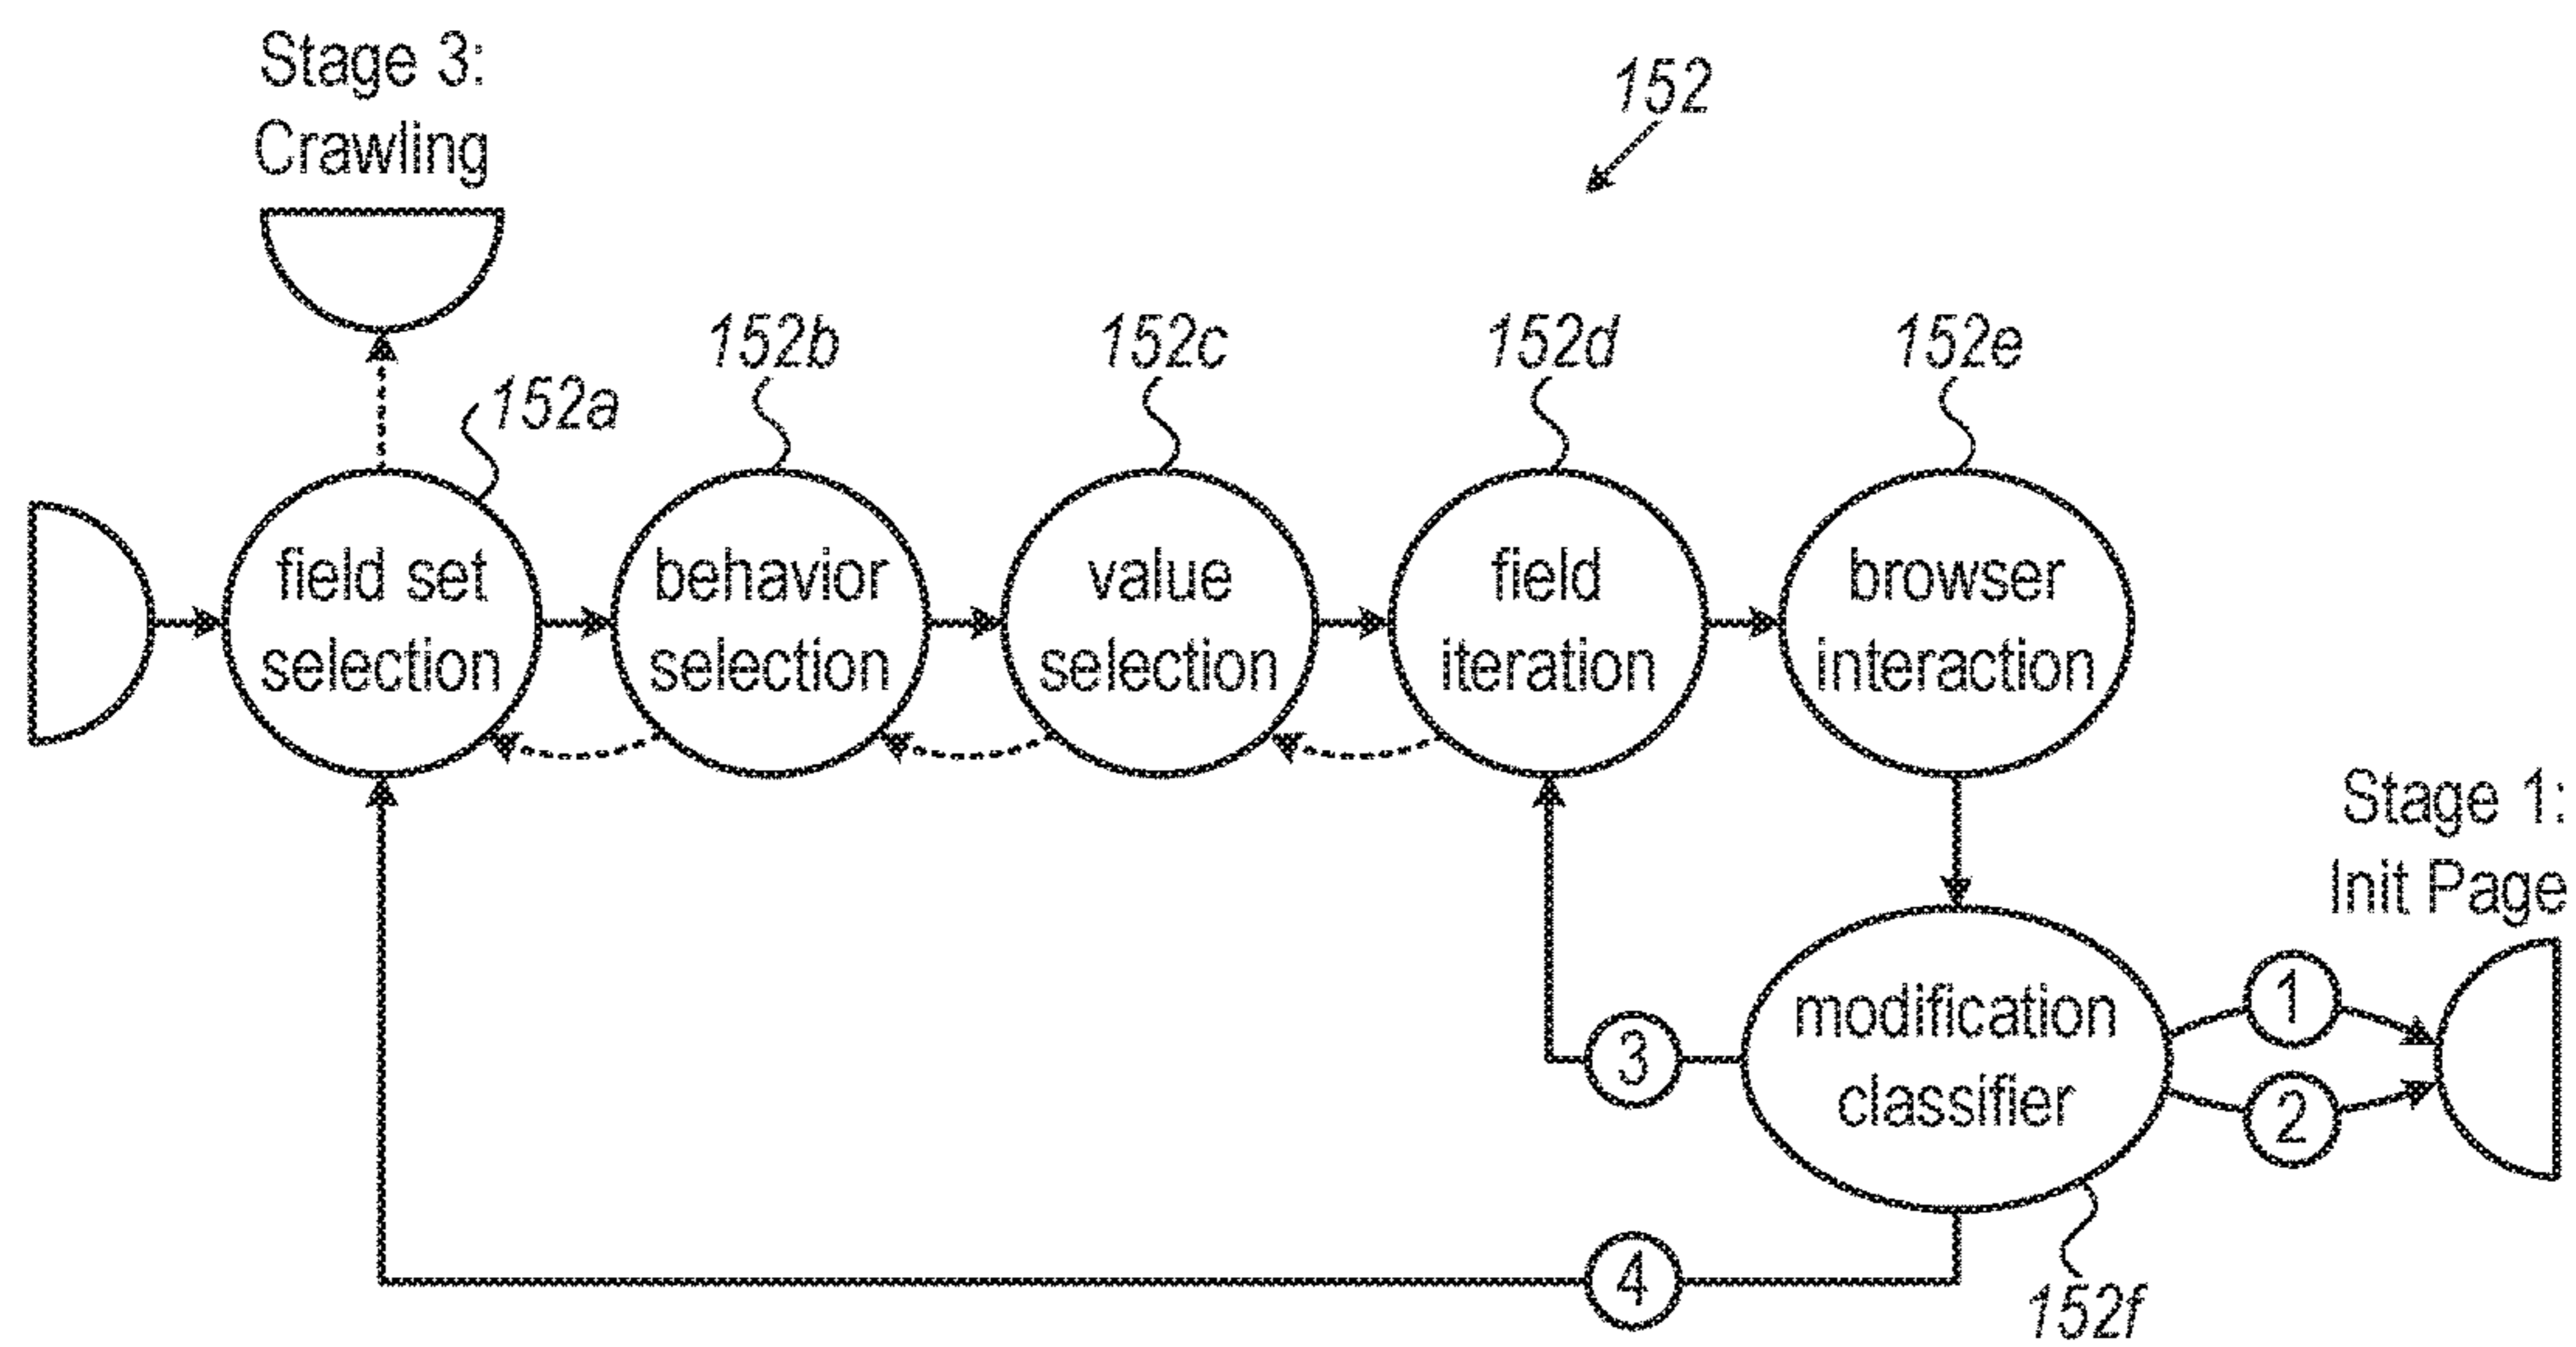 Stage 3:
Crawling
152
152a
152b
152c
152d
152e
field set
selection
behavior
selection
value
selection
field
iteration
browser
interaction
Stage 1:
Init Page
modification
classifier
1
2
3
4
152f